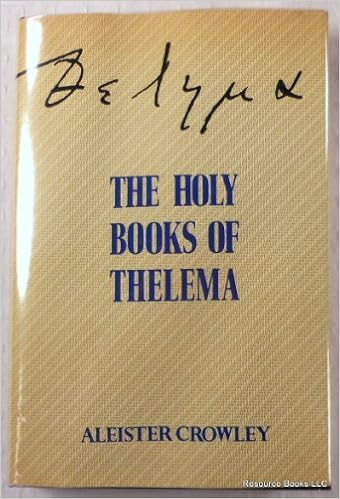 Θελημα
THE HOLY
BOOKS OF
THELEMA
ALEISTER CROWLEY
Resource Books LLC